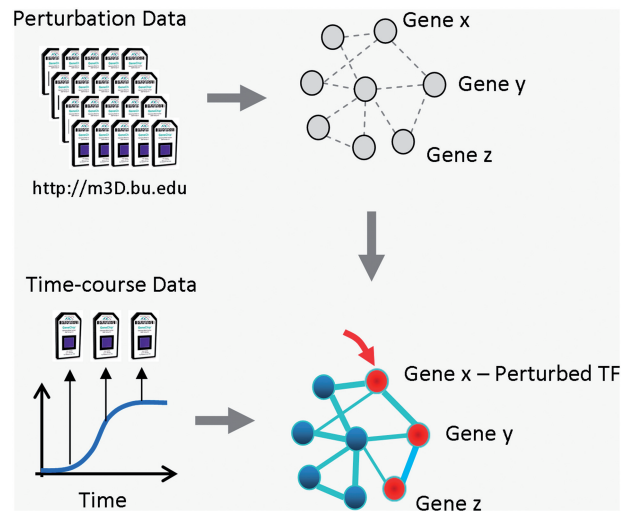 Perturbation Data
Gene x
Gene y
Gene z
http://m3D.bu.edu
Time-course Data
Time
Gene x – Perturbed TF
Gene y
Gene z